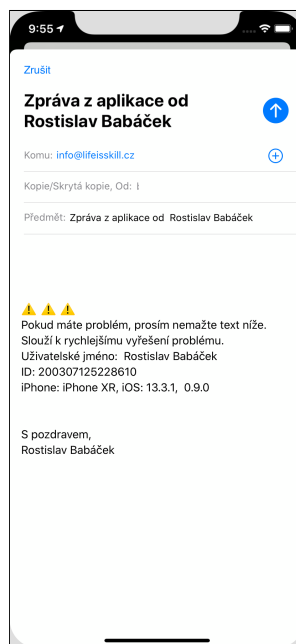 9:55
Zrušit
Zpráva z aplikace od
Rostislav Babáček
Komu: info@lifeisskill.cz
Kopie/Skrytá kopie, Od:
Předmět: Zpráva z aplikace od Rostislav Babáček
Pokud máte problém, prosím nemažte text níže.
Slouží k rychlejšímu vyřešení problému.
Uživatelské jméno: Rostislav Babáček
ID: 200307125228610
iPhone: iPhone XR, iOS: 13.3.1, 0.9.0
S pozdravem,
Rostislav Babáček